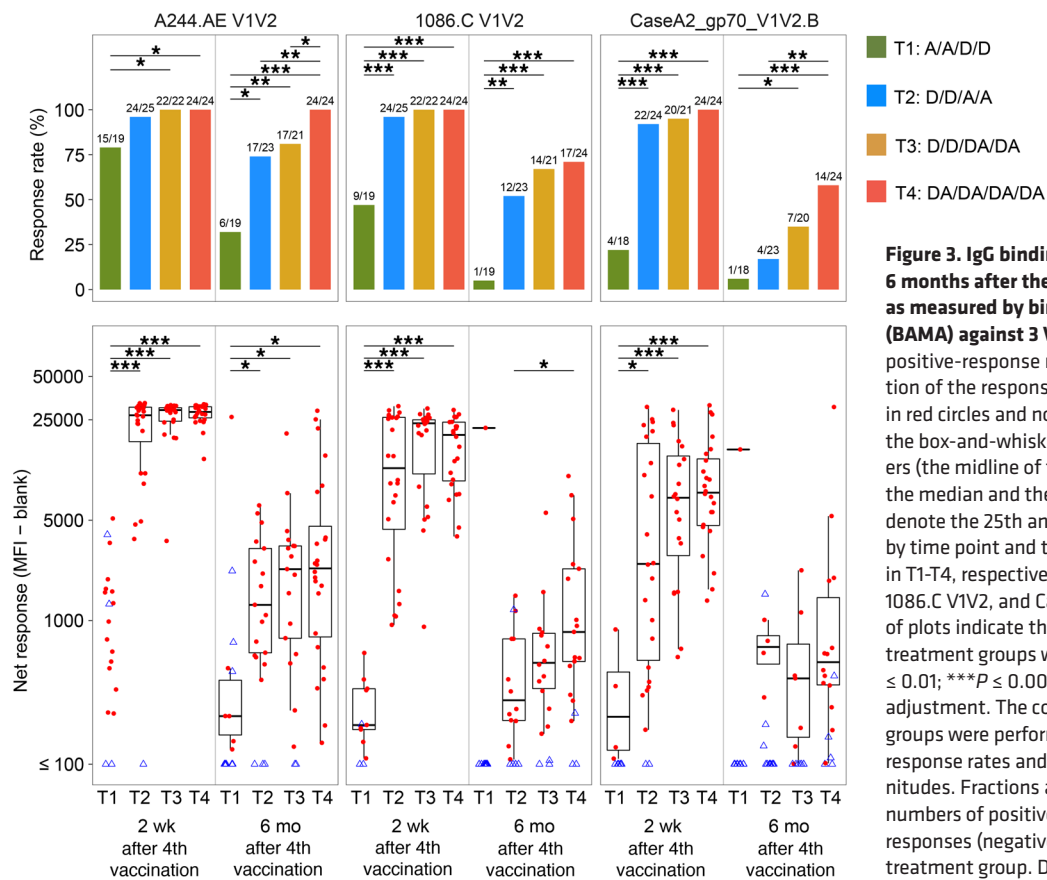 A244.AE V1V2
1086.C V1V2
CaseA2_gp70_V1V2.B
Response rate (%)
100
75
50
25
0
* *
15/19 24/25 22/22 24/24
* ** *** ** *
6/19 17/23 17/21 24/24
*** *** ***
9/19 24/25 22/22 24/24
** *** ***
1/19 12/23 14/21 17/24
*** *** ***
4/18 22/24 20/21 24/24
* *** **
1/18 4/23 7/20 14/24
T1: A/A/D/D
T2: D/D/A/A
T3: D/D/DA/DA
T4: DA/DA/DA/DA
Net response (MFI − blank)
50000
25000
5000
1000
≤ 100
*** *** ***
* * *
*** *** ***
*
* *** ***
T1 T2 T3 T4 T1 T2 T3 T4 T1 T2 T3 T4 T1 T2 T3 T4 T1 T2 T3 T4 T1 T2 T3 T4
2 wk 6 mo 2 wk 6 mo 2 wk 6 mo
after 4th after 4th after 4th after 4th after 4th after 4th
vaccination vaccination vaccination vaccination vaccination vaccination
Figure 3. IgG bindin
6 months after the
as measured by bin
(BAMA) against 3 V
positive-response r
tion of the respons
in red circles and no
the box-and-whisk
ers (the midline of t
the median and the
denote the 25th an
by time point and t
in T1-T4, respective
1086.C V1V2, and Ca
of plots indicate th
treatment groups w
≤ 0.01; ***P ≤ 0.00
adjustment. The co
groups were perform
response rates and
nitudes. Fractions a
numbers of positive
responses (negativ
treatment group. D